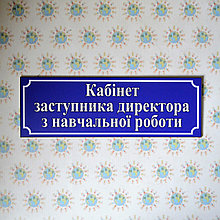 Кабінет
заступника директора
з навчальної роботи